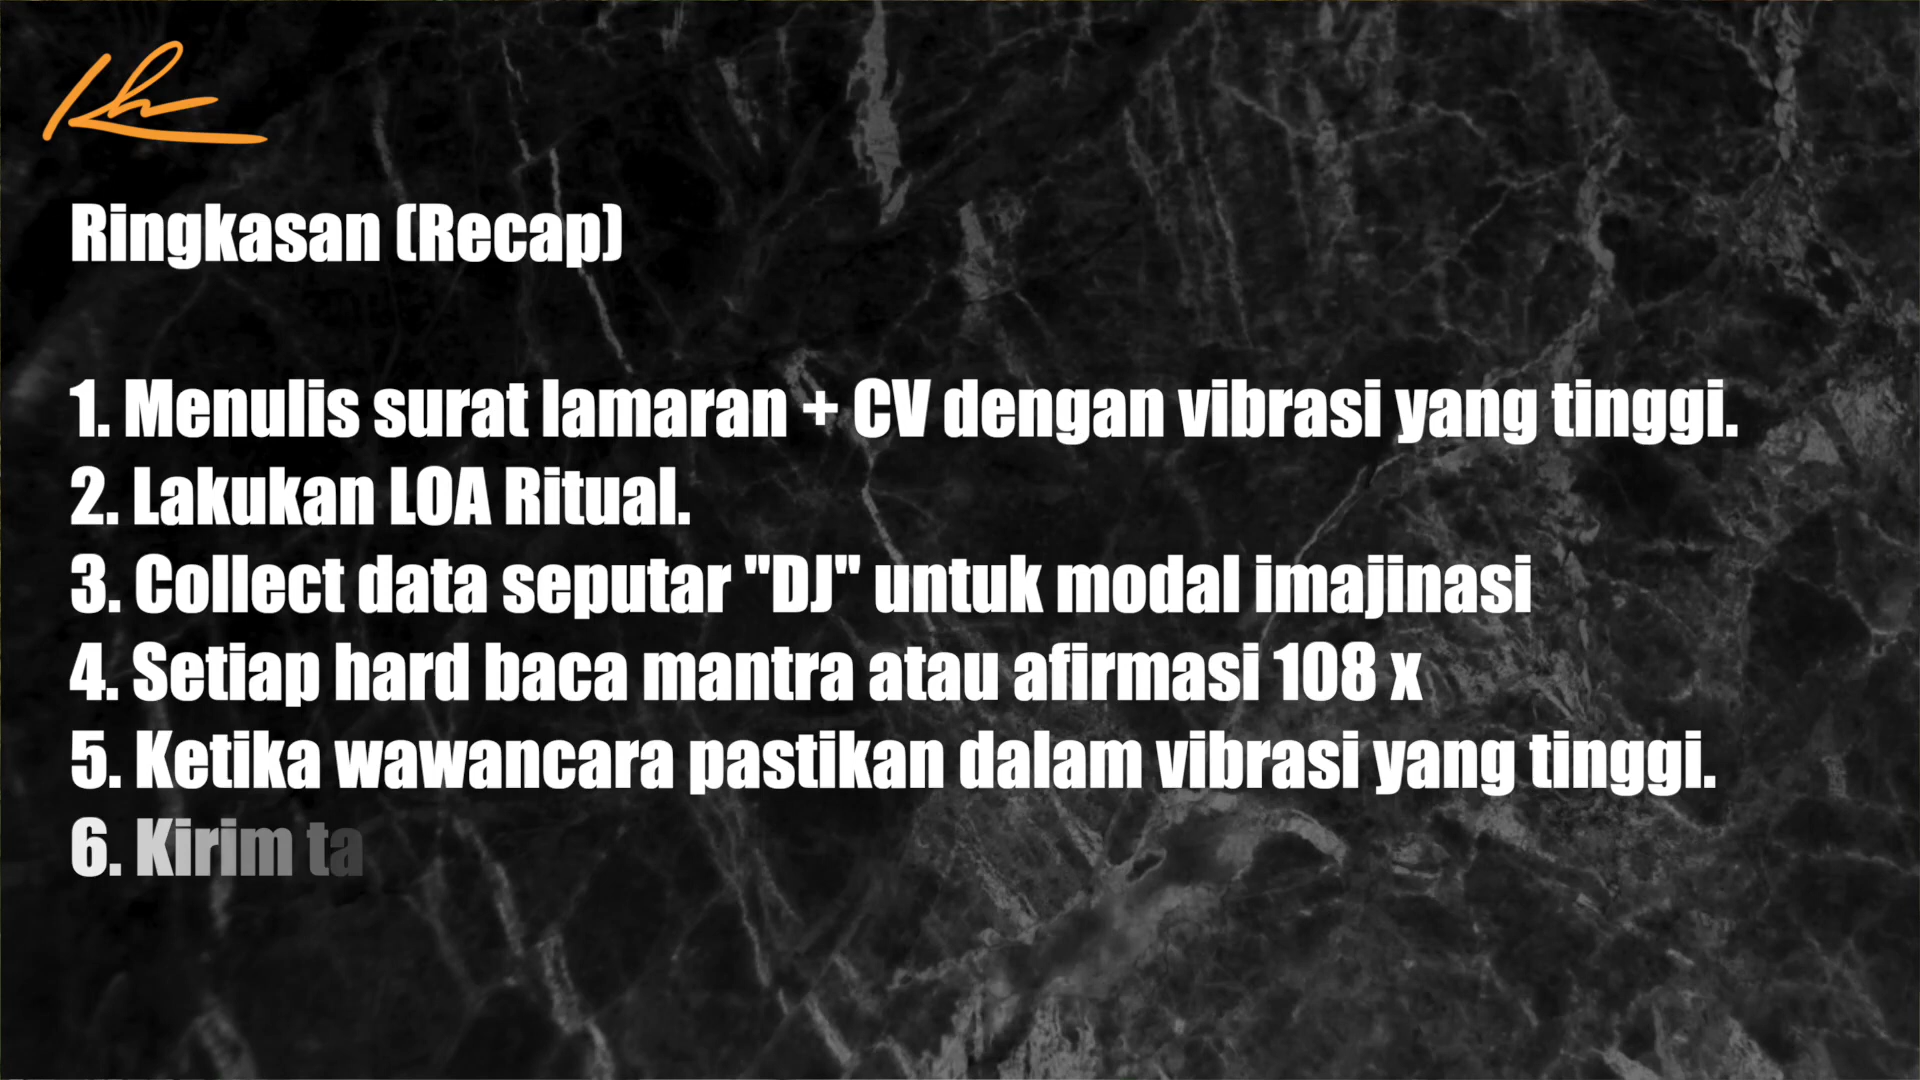 Ringkasan (Recap)
1. Menulis surat lamaran + CV dengan vibrasi yang tinggi.
2. Lakukan LOA Ritual.
3. Collect data seputar "DJ" untuk modal imajinasi
4. Setiap hard baca mantra atau afirmasi 108 x
5. Ketika wawancara pastikan dalam vibrasi yang tinggi.
6. Kirim ta